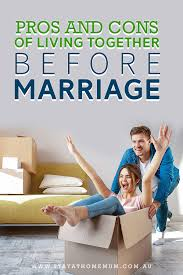 PROS AND CONS
OF LIVING TOGETHER
BEFORE
MARRIAGE
WWW.STAYATHOMEMUM.COM.AU